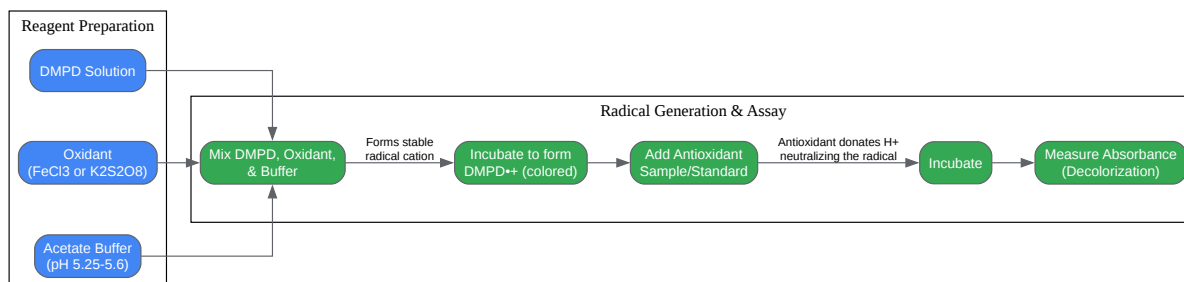 Reagent Preparation
DMPD Solution
Oxidant
(FeCl3 or K2S2O8)
Acetate Buffer
(pH 5.25-5.6)
Radical Generation & Assay
Mix DMPD, Oxidant,
& Buffer
Forms stable
radical cation
Incubate to form
DMPD•+ (colored)
Add Antioxidant
Sample/Standard
Antioxidant donates H+
neutralizing the radical
Incubate
Measure Absorbance
(Decolorization)